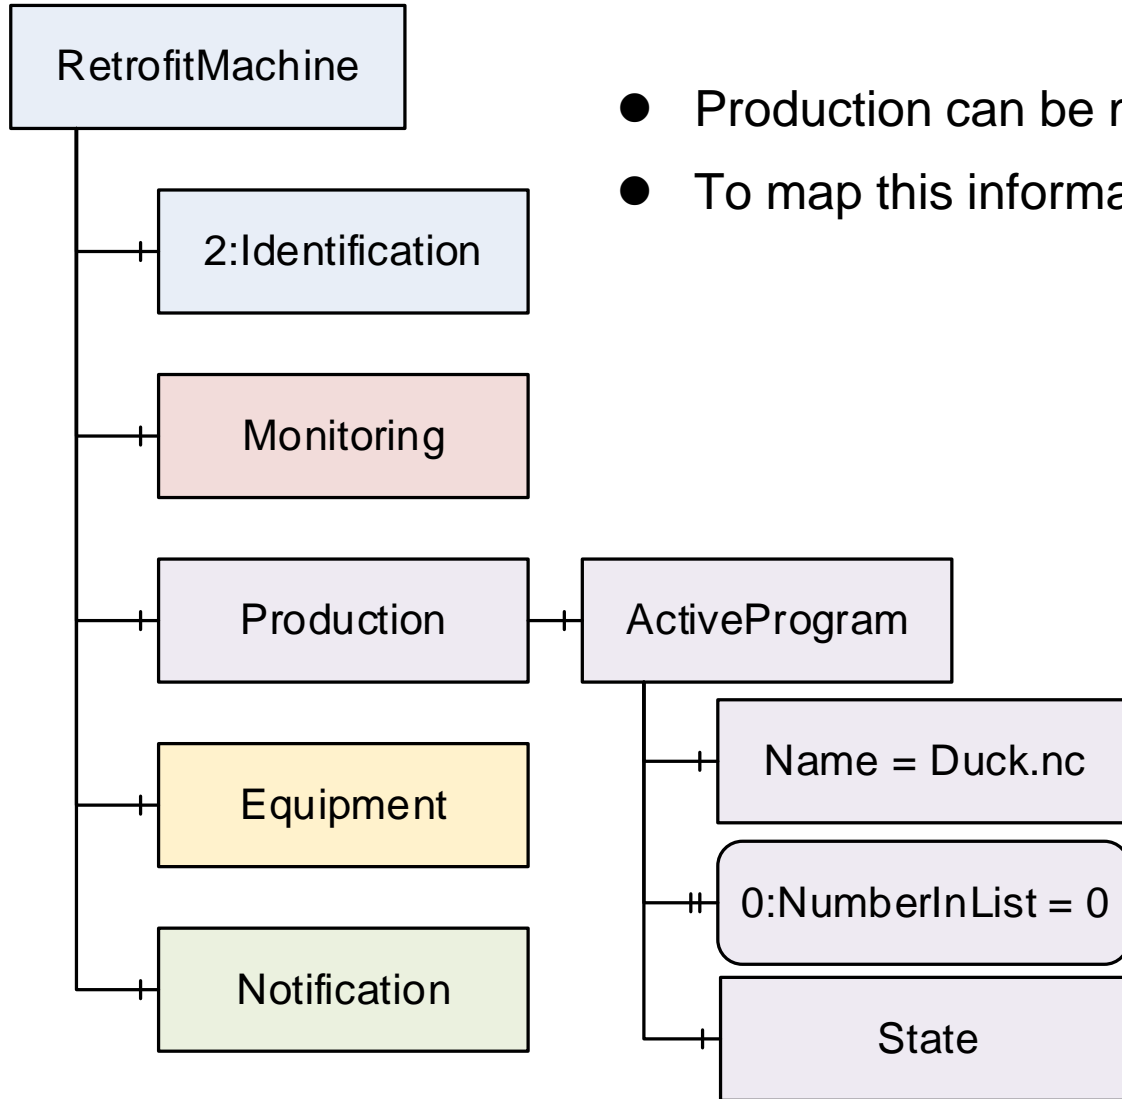 RetrofitMachine
Production can be
To map this
2:Identification
Monitoring
Production
ActiveProgram
Name = Duck.nc
Equipment
0:NumberInList = 0
Notification
State